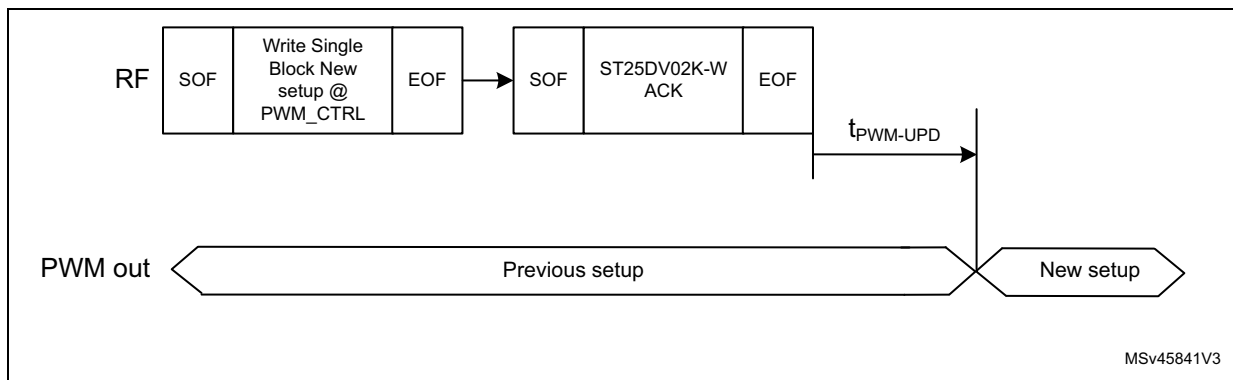 RF
SOF
Write Single
Block New
setup @
PWM_CTRL
EOF
SOF
ST25DV02K-W
ACK
EOF
tPWM-UPD
PWM out
Previous setup
New setup
MSv45841V3